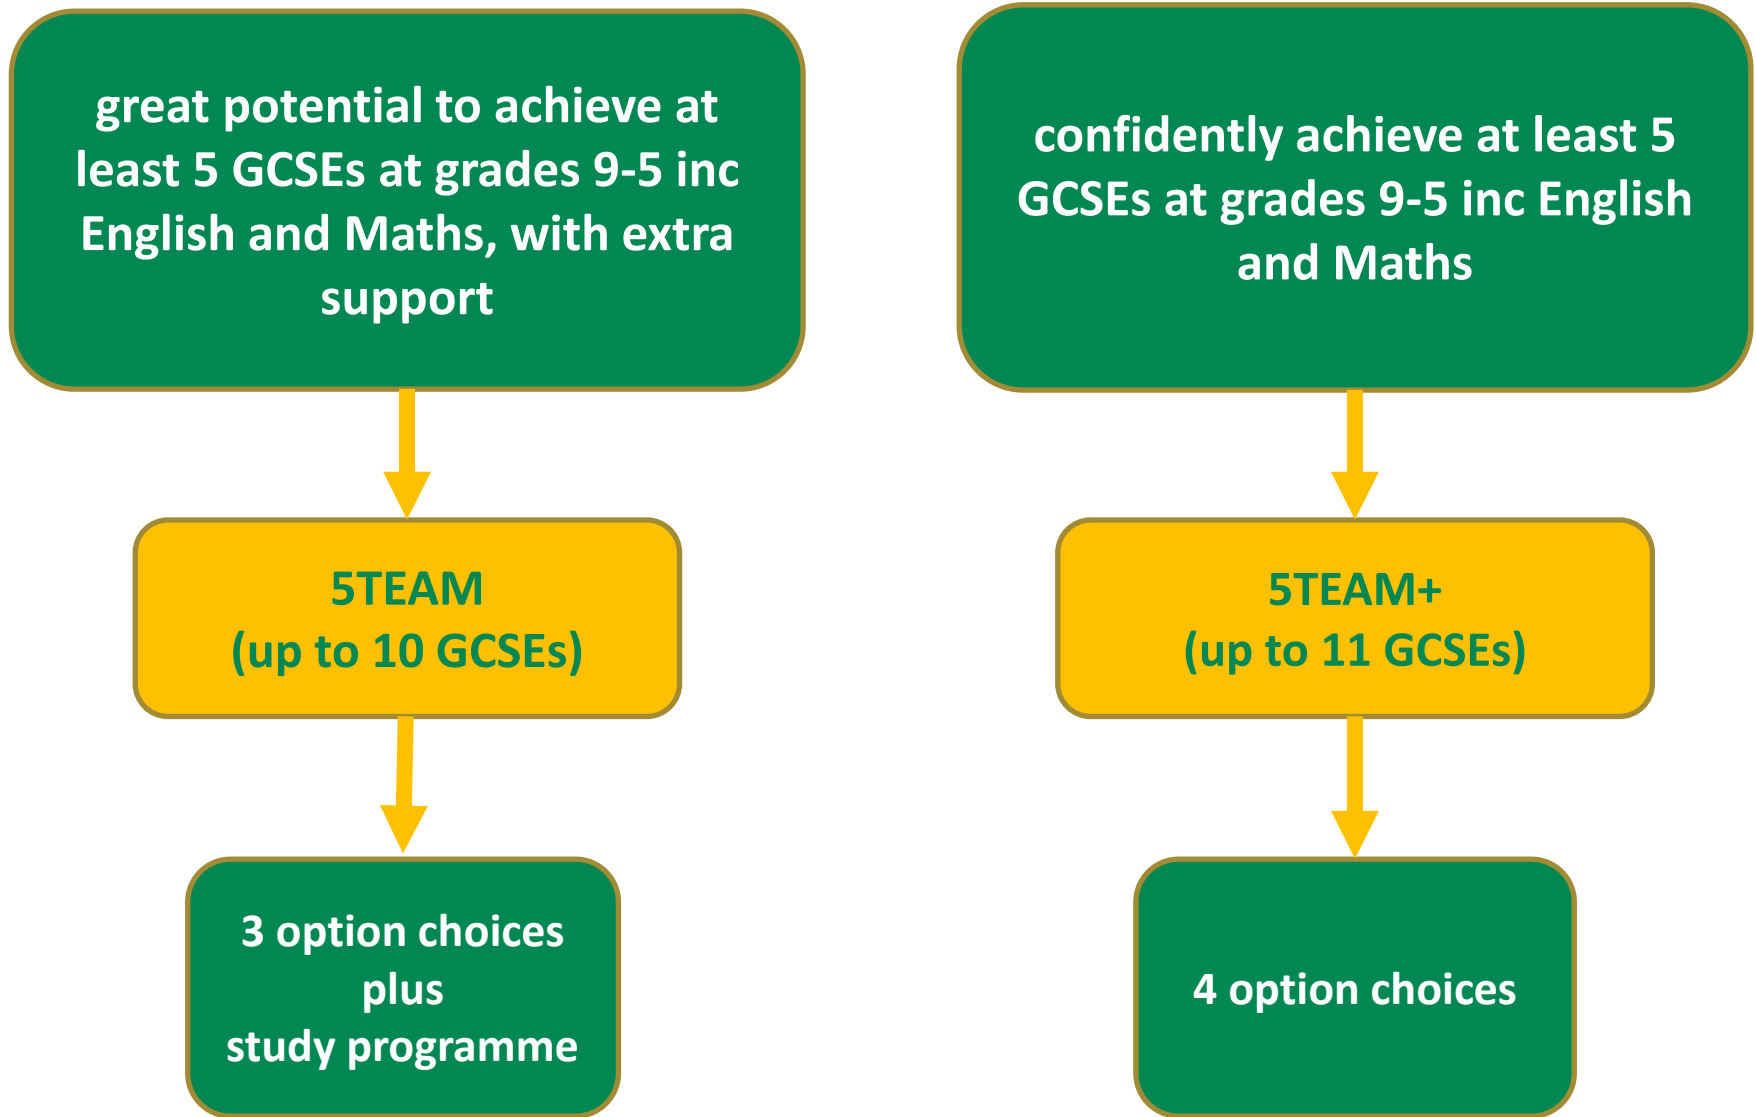 great potential to achieve at
least 5 GCSEs at grades 9-5 inc
English and Maths, with extra
support
5TEAM
(up to 10 GCSEs)
3 option choices
plus
study programme
confidently achieve at least 5
GCSEs at grades 9-5 inc English
and Maths
5TEAM+
(up to 11 GCSEs)
4 option choices